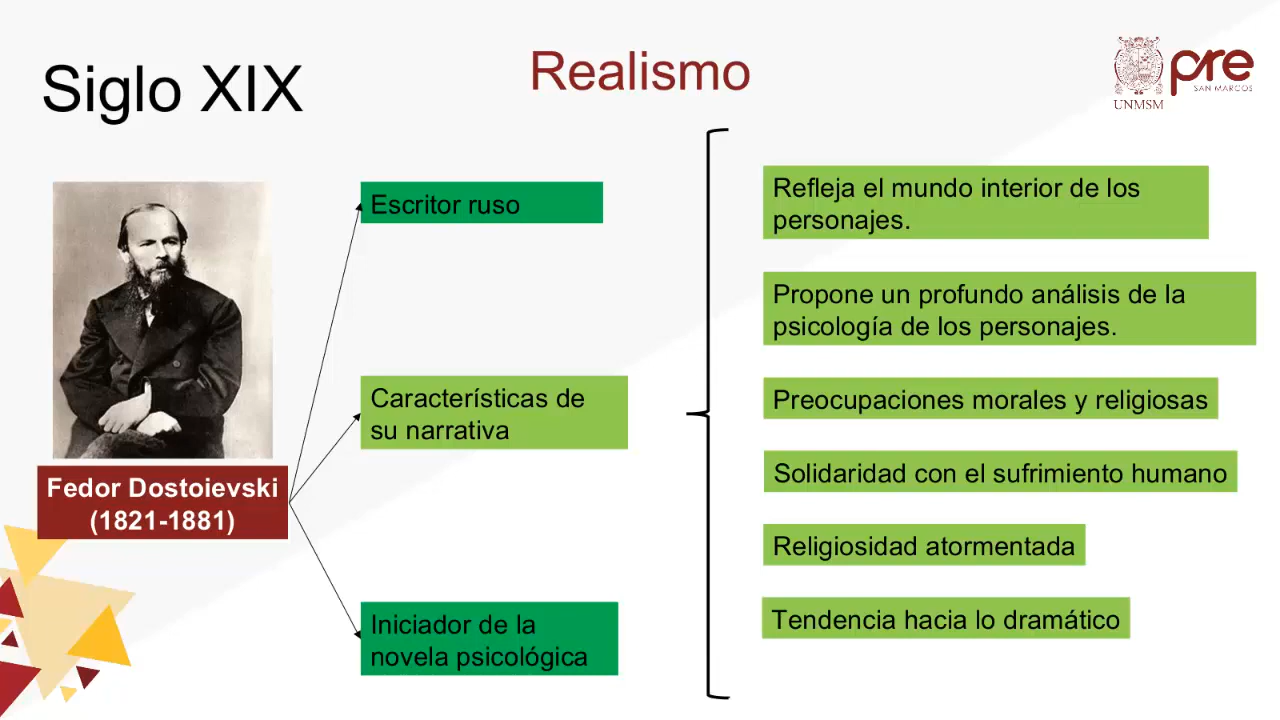 Siglo XIX
Realismo
UNMSM
pre
SAN MARCOS
Fedor Dostoievski
(1821-1881)
Escritor ruso
Características de
su narrativa
Iniciador de la
novela psicológica
Refleja el mundo interior de los
personajes.
Propone un profundo análisis de la
psicología de los personajes.
Preocupaciones morales y religiosas
Solidaridad con el sufrimiento humano
Religiosidad atormentada
Tendencia hacia lo dramático